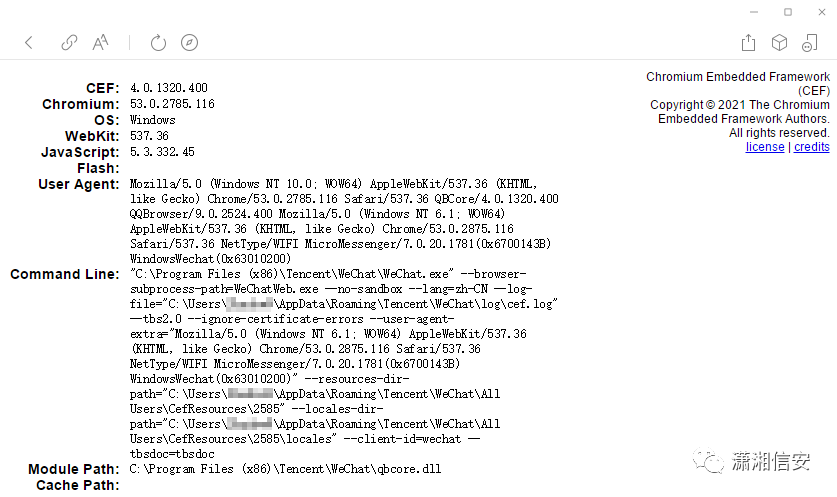 Chromium Embedded Framework
(CEF)
Copyright © 2021 The Chromium
Embedded Framework Authors.
All rights reserved.
license | credits
CEF: 4.0.1320.400
Chromium: 53.0.2785.116
OS: Windows
WebKit: 537.36
JavaScript: 5.3.332.45
Flash:
User Agent: Mozilla/5.0 (Windows NT 10.0; WOW64) AppleWebKit/537.36 (KHTML,
like Gecko) Chrome/53.0.2785.116 Safari/537.36 QBCore/4.0.1320.400
QQBrowser/9.0.2524.400 Mozilla/5.0 (Windows NT 6.1; WOW64)
AppleWebKit/537.36 (KHTML, like Gecko) Chrome/53.0.2875.116
Safari/537.36 NetType/WIFI MicroMessenger/7.0.20.1781(0x6700143B)
WindowsWechat(0x63010200)
Command Line: "C:\Program Files (x86)\Tencent\WeChat\WeChat.exe" --browser-
subprocess-path=WeChatWeb.exe --no-sandbox --lang=zh-CN --log-
file="C:\Users\\AppData\Roaming\Tencent\WeChat\log\cef.log"
--tbs2.0 --ignore-certificate-errors --user-agent-
extra="Mozilla/5.0 (Windows NT 6.1; WOW64) AppleWebKit/537.36
(KHTML, like Gecko) Chrome/53.0.2875.116 Safari/537.36
NetType/WIFI MicroMessenger/7.0.20.1781(0x6700143B)
WindowsWechat(0x63010200)" --resources-dir-
path="C:\Users\\AppData\Roaming\Tencent\WeChat\All
Users\CefResources\2585" --locales-dir-
path="C:\Users\\AppData\Roaming\Tencent\WeChat\All
Users\CefResources\2585\locales" --client-id=wechat --
tbsdoc=tbsdoc
Module Path: C:\Program Files (x86)\Tencent\WeChat\qbcore.dll
Cache Path:
潇湘信安